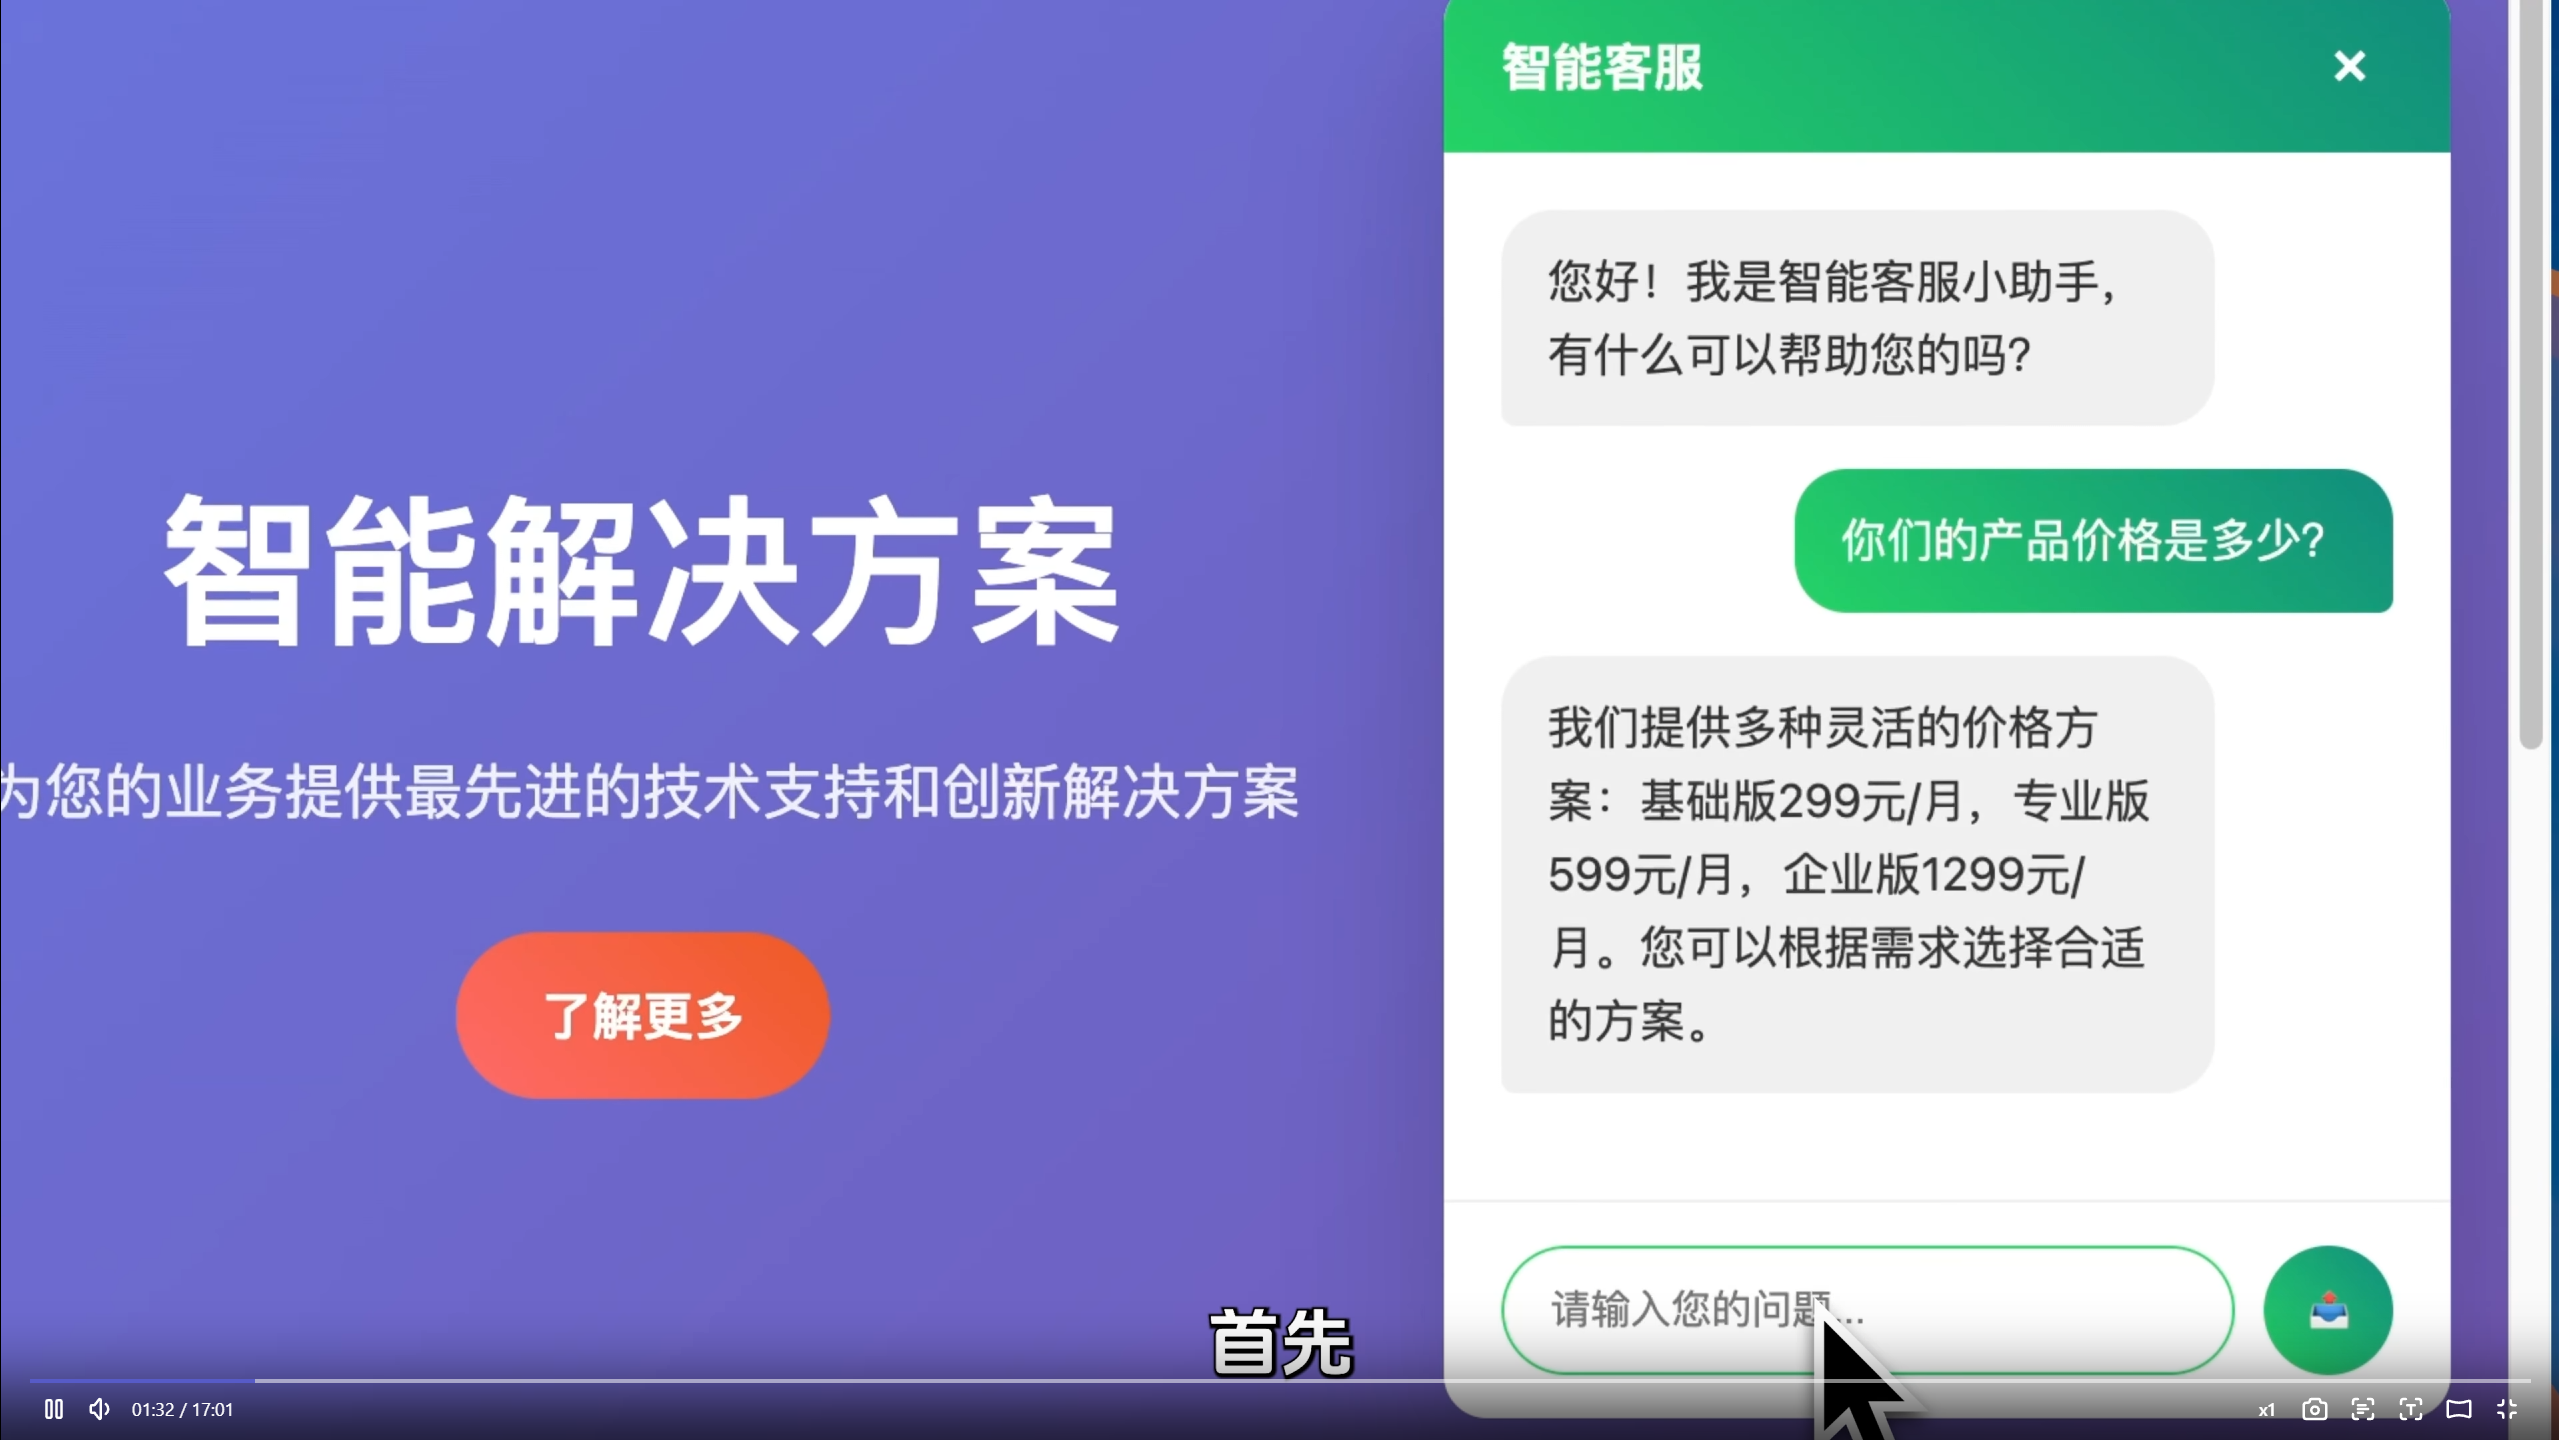 智能客服
您好！我是智能客服小助手，
有什么可以帮助您的吗？
你们的产品价格是多少？
我们提供多种灵活的价格方
案：基础版299元/月，专业版
599元/月，企业版1299元/
月。您可以根据需求选择合适
的方案。
请输入您的问题...
智能解决方案
为您的业务提供最先进的技术支持和创新解决方案
了解更多
首先
01:32 / 17:01
x1